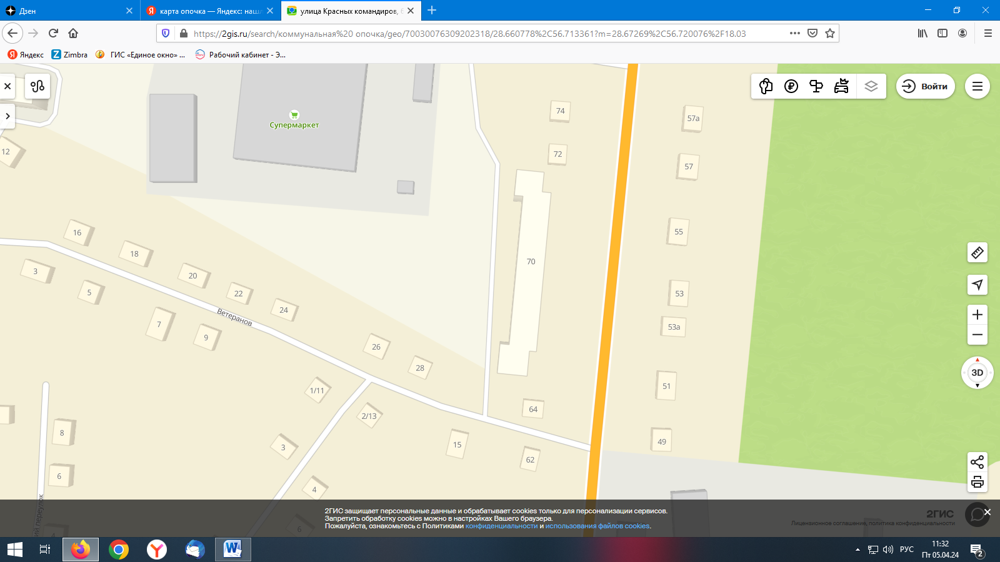 Дзен
карта опочка — Яндекс: нашл
улица Красных командиров, 6
https://2gis.ru/search/коммунальная%20 опочка/geo/70030076309202318/28.660778%2C56.713361?m=28.67269%2C56.720076%2F18.03
Яндекс
Zimbra
ГИС «Единое окно» ...
Рабочий кабинет - Э...
Войти
Супермаркет
74
57а
72
57
12
16
55
18
70
3
20
5
22
53
24
Ветеранов
7
53а
9
26
28
1/11
51
3D
2/13
64
8
3
15
49
62
6
4
переулок
6
4
2ГИС защищает персональные данные и обрабатывает cookies только для персонализации сервисов.
Запретить обработку cookies можно в настройках Вашего браузера.
Пожалуйста, ознакомьтесь с Политиками конфиденциальности и использования файлов cookies.
2ГИС
Лицензионное соглашение, политика конфиденциальности
РУС
11:32
Пт 05.04.24
2